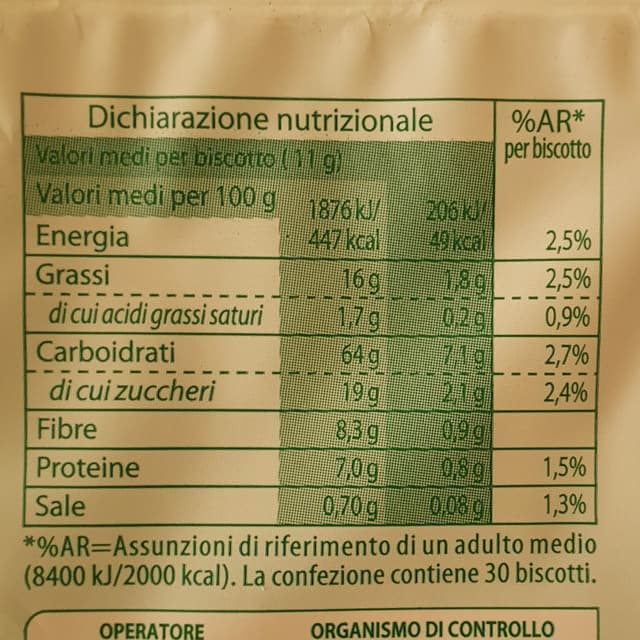 Dichiarazione nutrizionale %AR*
Valori medi per biscotto (11 g) per biscotto
Valori medi per 100 g
1876 kJ/ 206 kJ/
Energia 447 kcal 49 kcal 2,5%
Grassi 16 g 1,8 g 2,5%
di cui acidi grassi saturi 1,7 g 0,2 g 0,9%
Carboidrati 64 g 7,1 g 2,7%
di cui zuccheri 19 g 2,1 g 2,4%
Fibre 8,3 g 0,9 g
Proteine 7,0 g 0,8 g 1,5%
Sale 0,70 g 0,08 g 1,3%
*%AR=Assunzioni di riferimento di un adulto medio
(8400 kJ/2000 kcal). La confezione contiene 30 biscotti.
OPERATORE ORGANISMO DI CONTROLLO